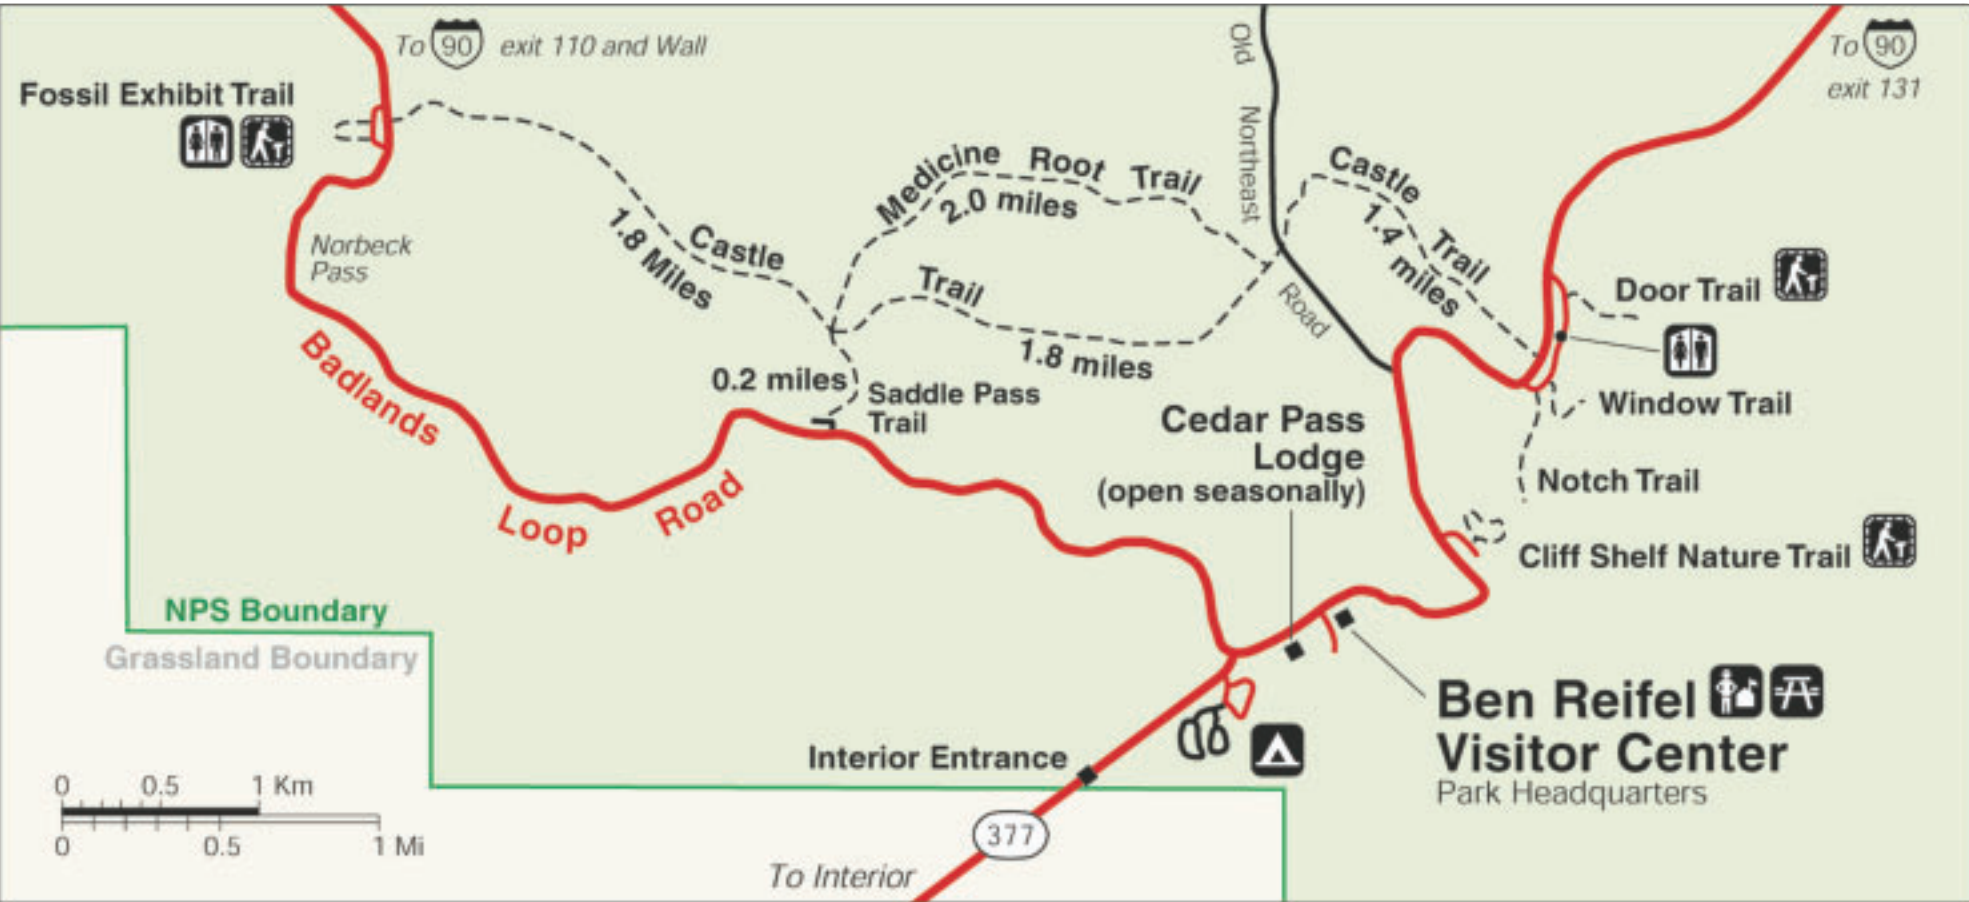 To 90 exit 110 and Wall
To 90
exit 131
Fossil Exhibit Trail
Norbeck
Pass
Old Northeast Road
Medicine Root Trail
2.0 miles
Castle Trail
1.8 Miles
1.8 miles
Castle Trail
1.4 miles
Door Trail
Window Trail
Notch Trail
Cliff Shelf Nature Trail
0.2 miles
Saddle Pass
Trail
Cedar Pass
Lodge
(open seasonally)
Badlands Loop Road
NPS Boundary
Grassland Boundary
Ben Reifel
Visitor Center
Park Headquarters
Interior Entrance
377
To Interior
0 0.5 1 Km
0 0.5 1 Mi